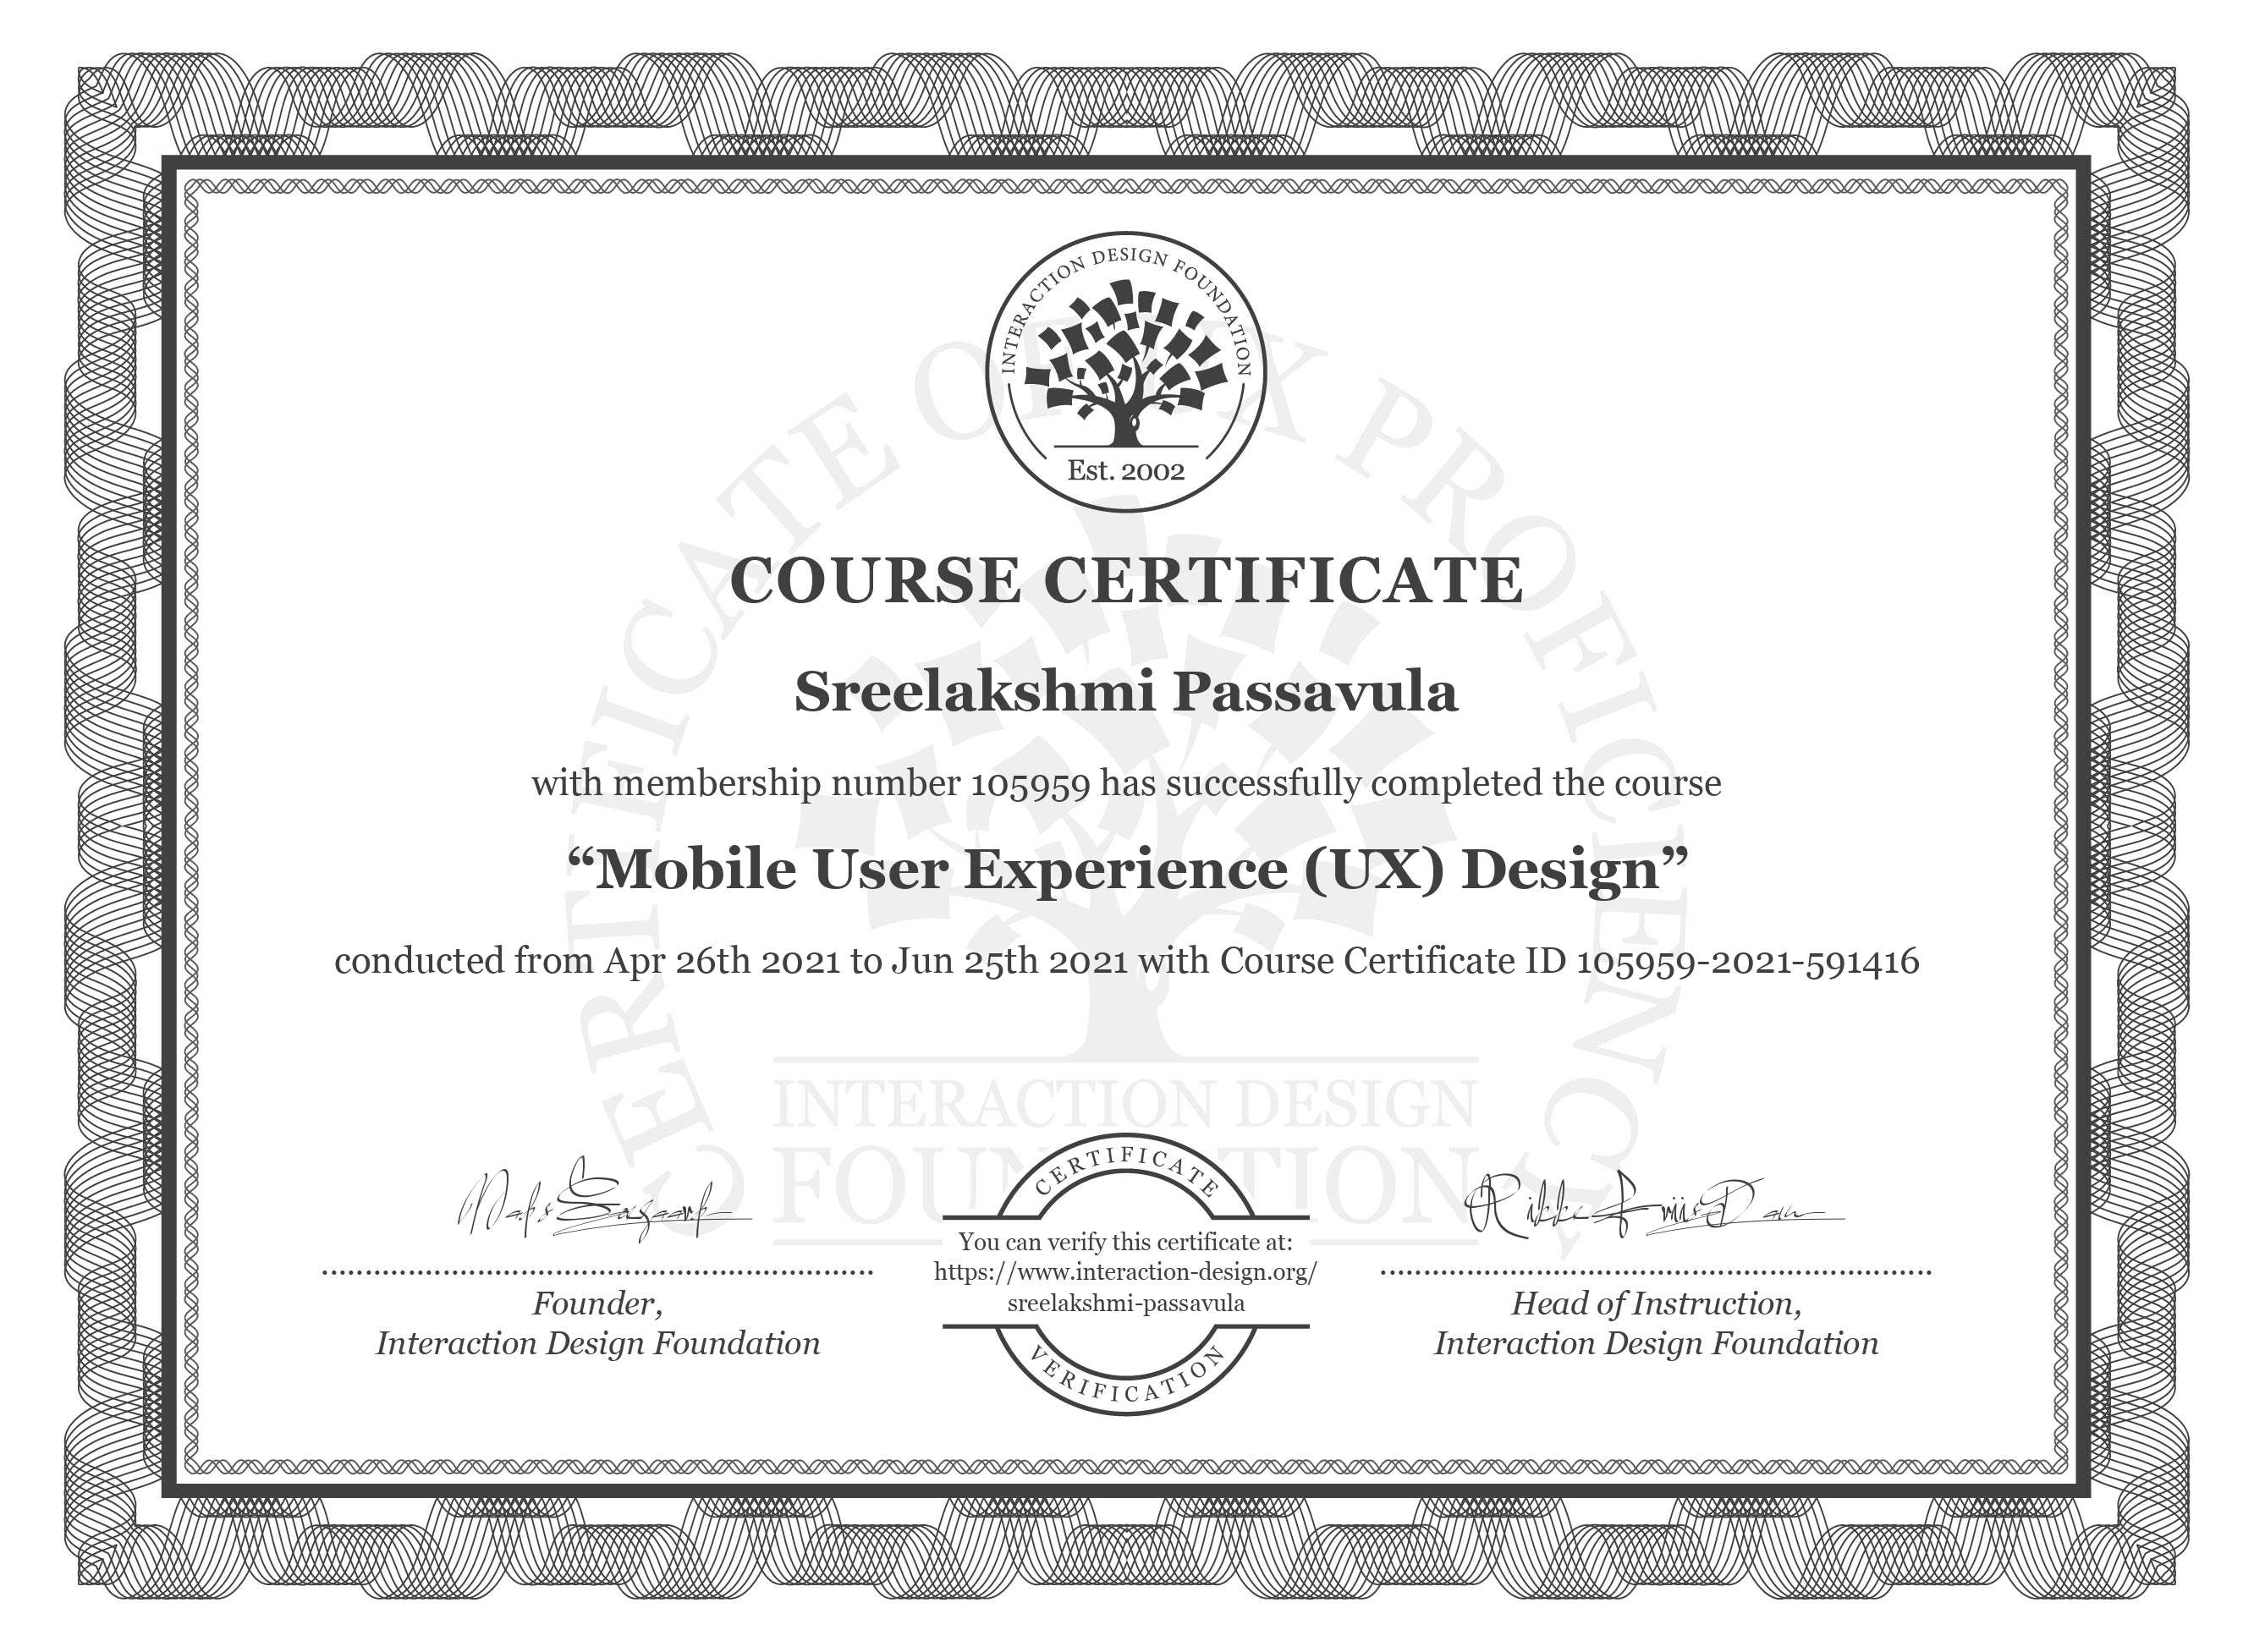 INTERACTION DESIGN FOUNDATION
Est. 2002
CERTIFICATE OF UX PROFICIENCY
COURSE CERTIFICATE
Sreelakshmi Passavula
with membership number 105959 has successfully completed the course
“Mobile User Experience (UX) Design”
conducted from Apr 26th 2021 to Jun 25th 2021 with Course Certificate ID 105959-2021-591416
INTERACTION DESIGN
FOUNDATION
CERTIFICATE
You can verify this certificate at:
https://www.interaction-design.org/
sreelakshmi-passavula
VERIFICATION
Founder,
Interaction Design Foundation
Rikke Friis Dam
Head of Instruction,
Interaction Design Foundation